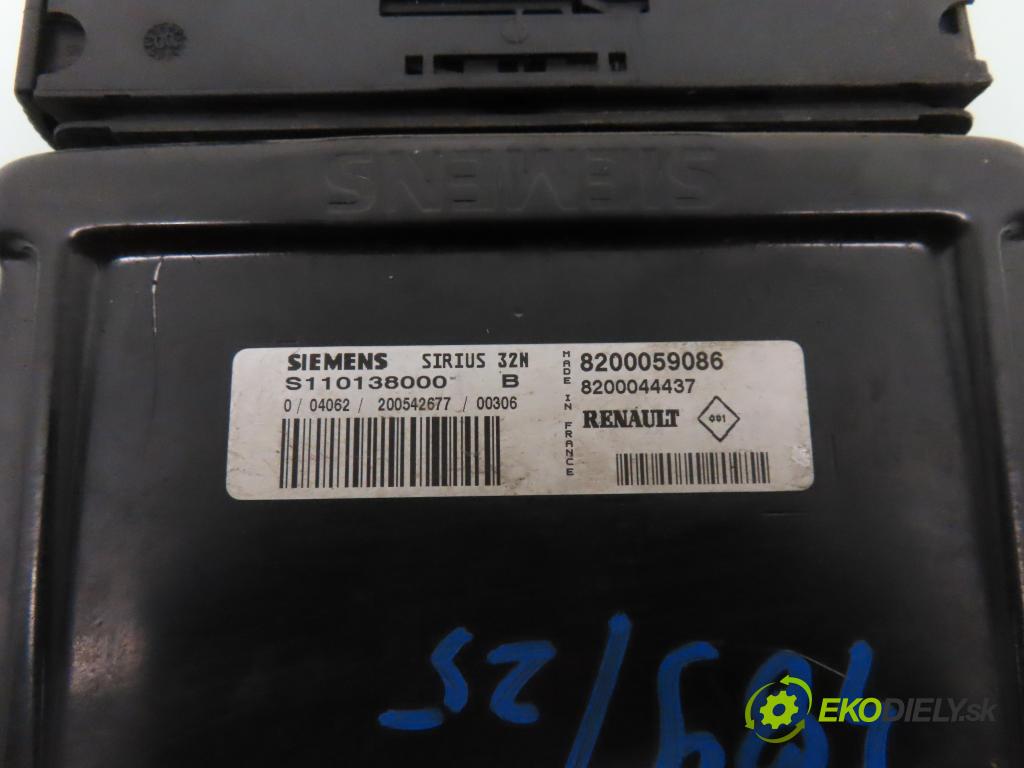 SIEMENS
SIEMENS SIRIUS 32N
S110138000 B
0 / 04062 / 200542677 / 00306
MADE IN FRANCE
8200059086
8200044437
RENAULT 001
EKODIELY.sk